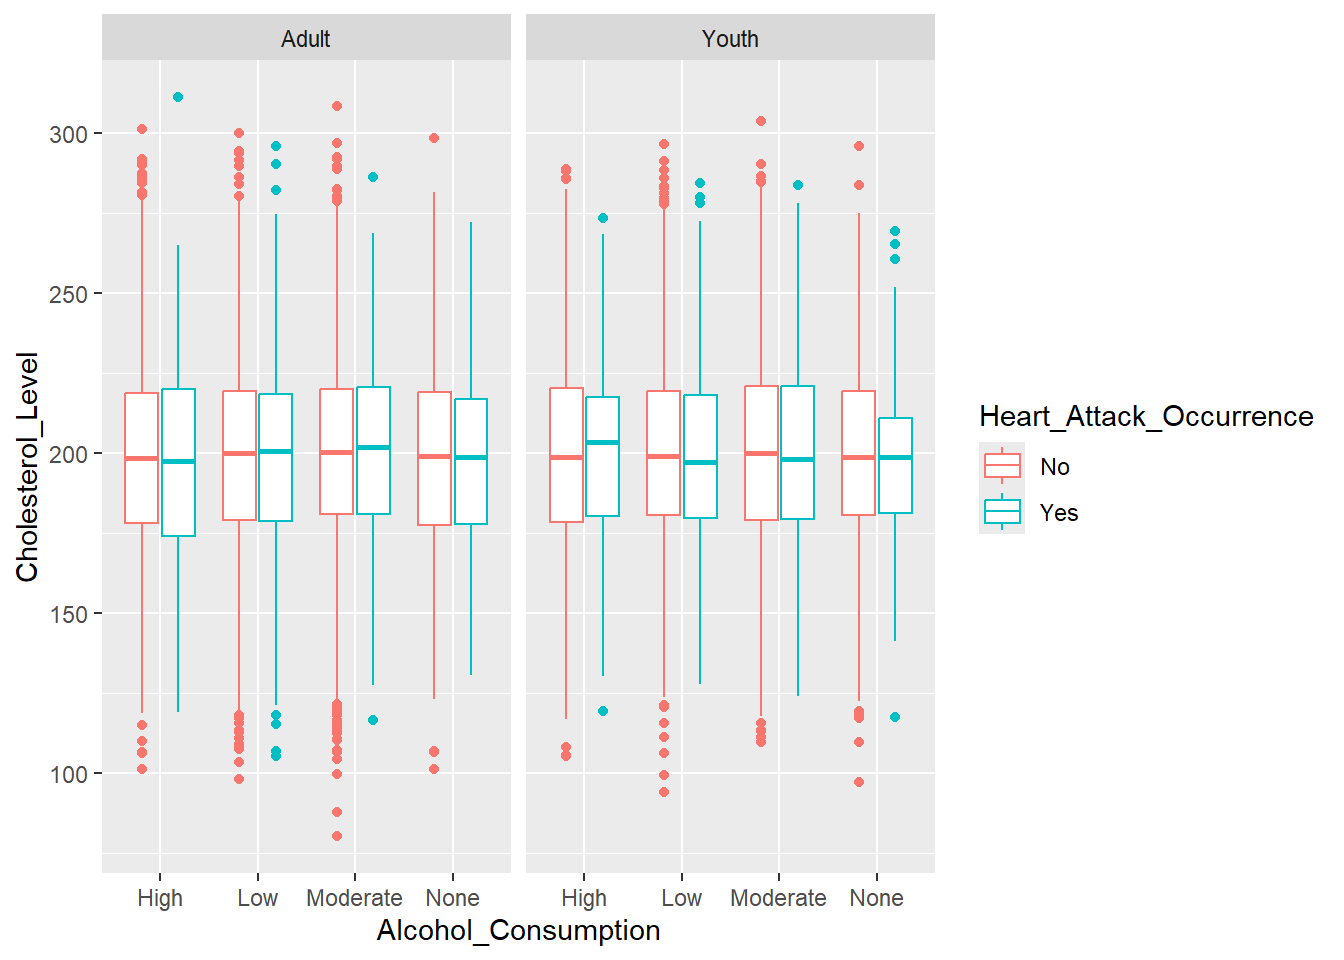 Adult
Youth
300
250
200
150
100
Cholesterol_Level
High
Low
Moderate
None
High
Low
Moderate
None
Alcohol_Consumption
Heart_Attack_Occurrence
No
Yes